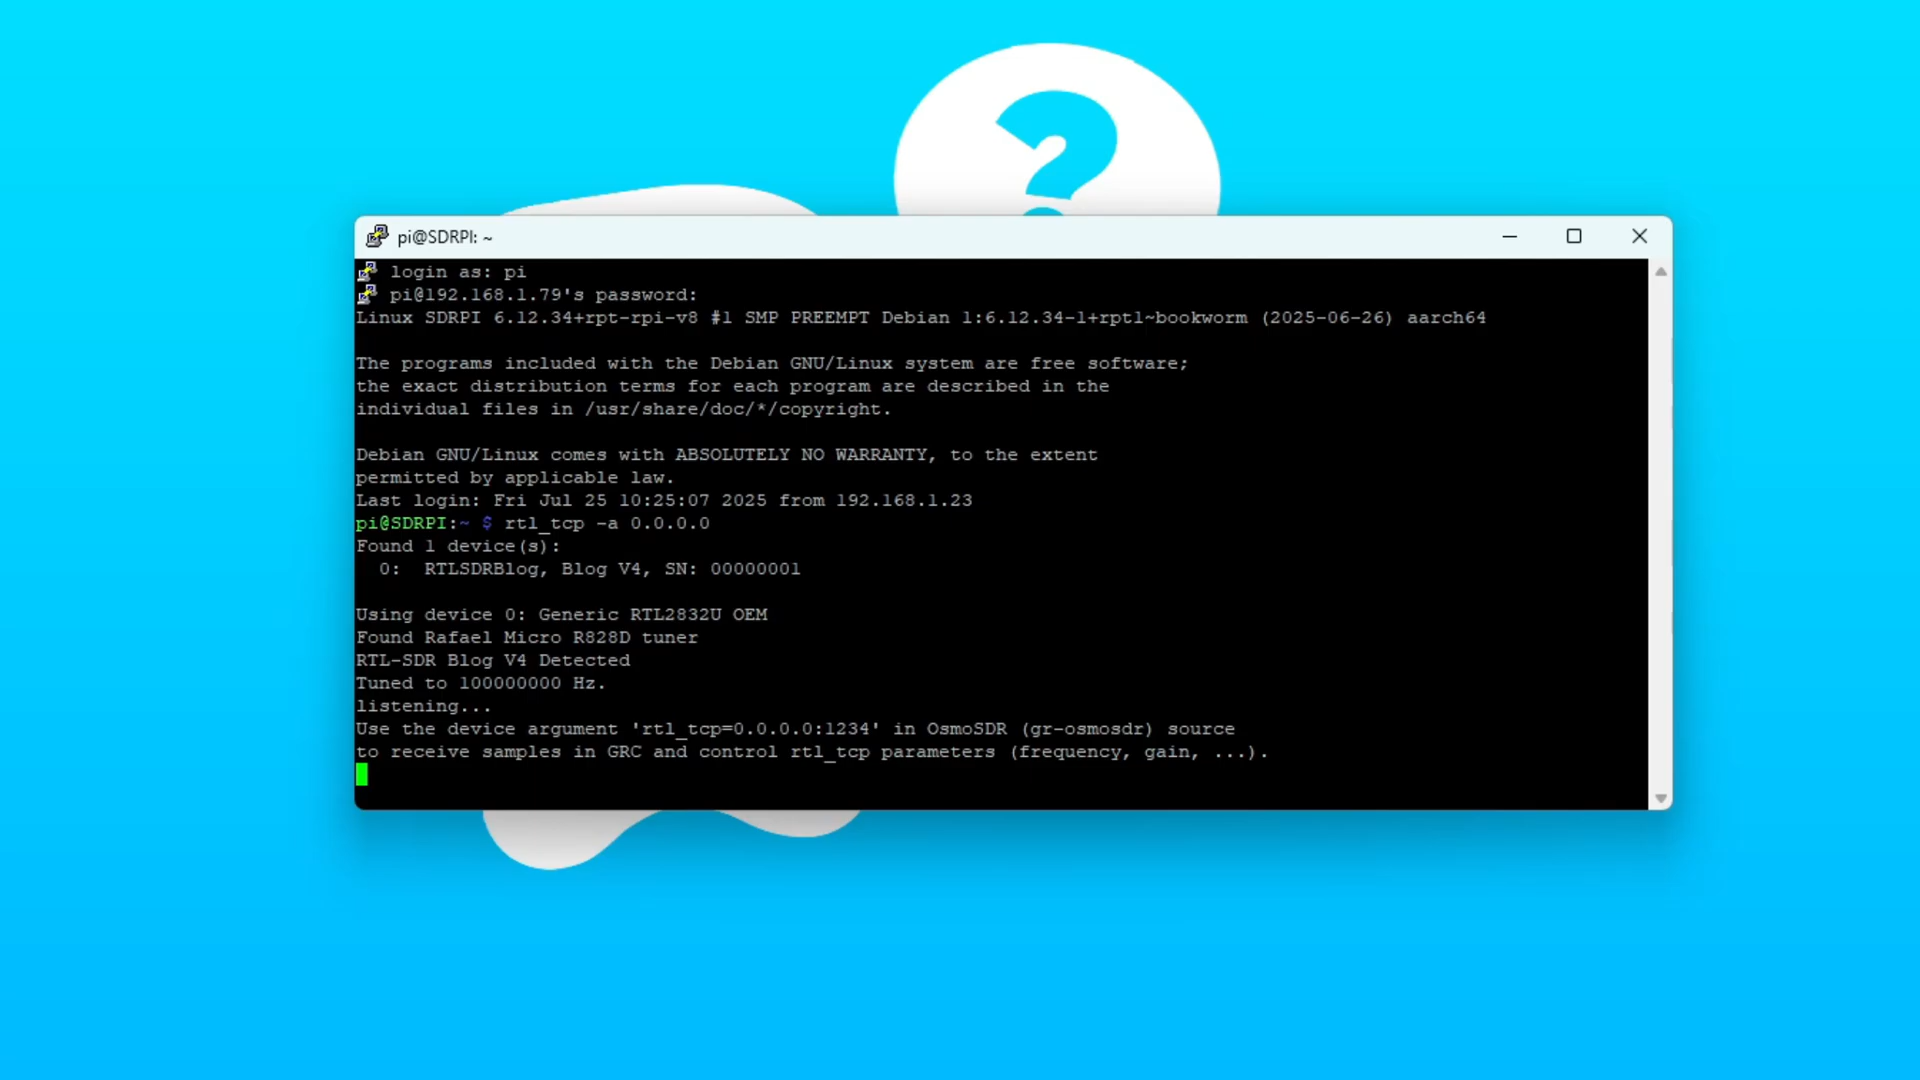 ?
pi@SDRPI: ~
login as: pi
pi@192.168.1.79's password:
Linux SDRPI 6.12.34+rpt-rpi-v8 #1 SMP PREEMPT Debian 1:6.12.34-1+rpt1~bookworm (2025-06-26) aarch64
The programs included with the Debian GNU/Linux system are free software;
the exact distribution terms for each program are described in the
individual files in /usr/share/doc/*/copyright.
Debian GNU/Linux comes with ABSOLUTELY NO WARRANTY, to the extent
permitted by applicable law.
Last login: Fri Jul 25 10:25:07 2025 from 192.168.1.23
pi@SDRPI:~ $ rtl_tcp -a 0.0.0.0
Found 1 device(s):
  0:  RTLSDRBlog, Blog V4, SN: 00000001
Using device 0: Generic RTL2832U OEM
Found Rafael Micro R828D tuner
RTL-SDR Blog V4 Detected
Tuned to 100000000 Hz.
listening...
Use the device argument 'rtl_tcp=0.0.0.0:1234' in OsmoSDR (gr-osmosdr) source
to receive samples in GRC and control rtl_tcp parameters (frequency, gain, ...).